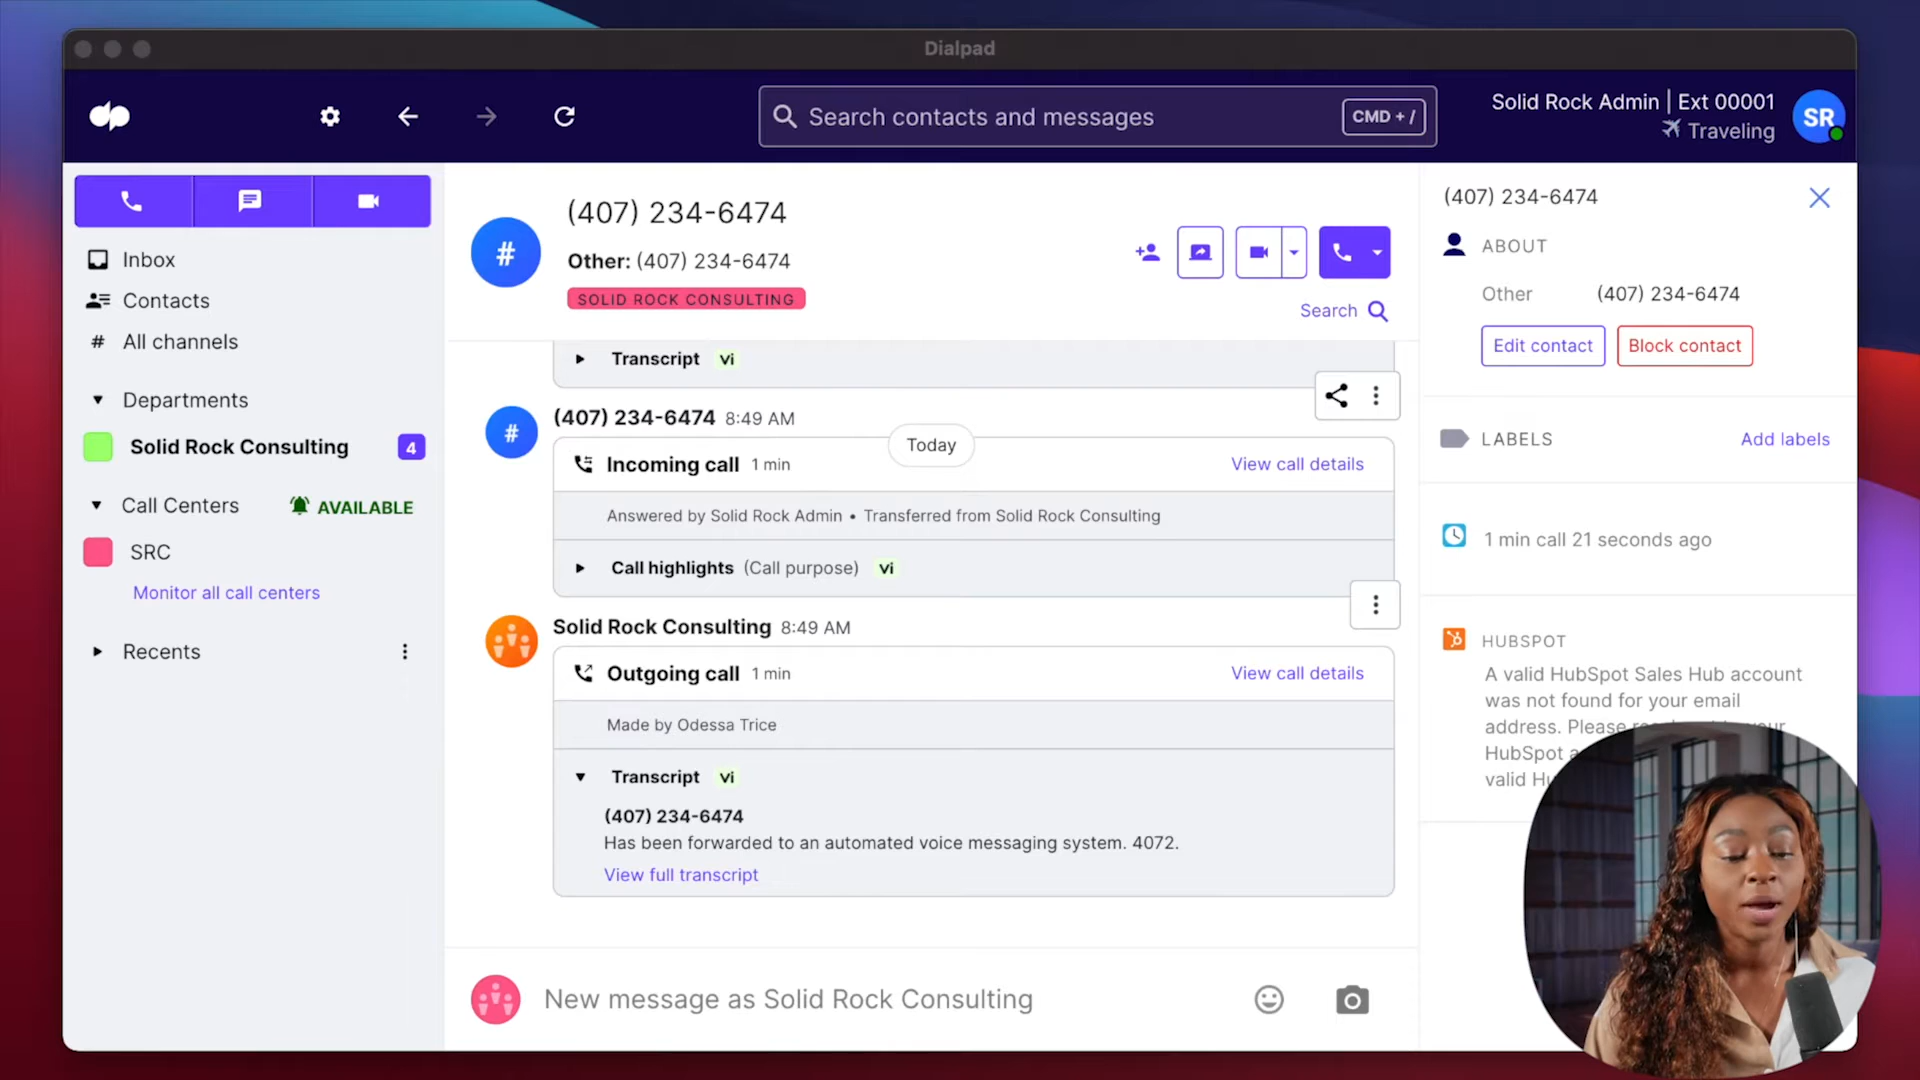 Dialpad
Search contacts and messages
CMD + /
Solid Rock Admin | Ext 00001
Traveling
SR
Inbox
Contacts
# All channels
Departments
Solid Rock Consulting 4
Call Centers AVAILABLE
SRC
Monitor all call centers
Recents
#
(407) 234-6474
Other: (407) 234-6474
SOLID ROCK CONSULTING
Search
Transcript Vi
#
(407) 234-6474 8:49 AM
Today
Incoming call 1 min View call details
Answered by Solid Rock Admin • Transferred from Solid Rock Consulting
Call highlights (Call purpose) Vi
Solid Rock Consulting 8:49 AM
Outgoing call 1 min View call details
Made by Odessa Trice
Transcript Vi
(407) 234-6474
Has been forwarded to an automated voice messaging system. 4072.
View full transcript
New message as Solid Rock Consulting
(407) 234-6474
ABOUT
Other (407) 234-6474
Edit contact Block contact
LABELS Add labels
1 min call 21 seconds ago
HUBSPOT
A valid HubSpot Sales Hub account
was not found for your email
address. Please
HubSpot
valid